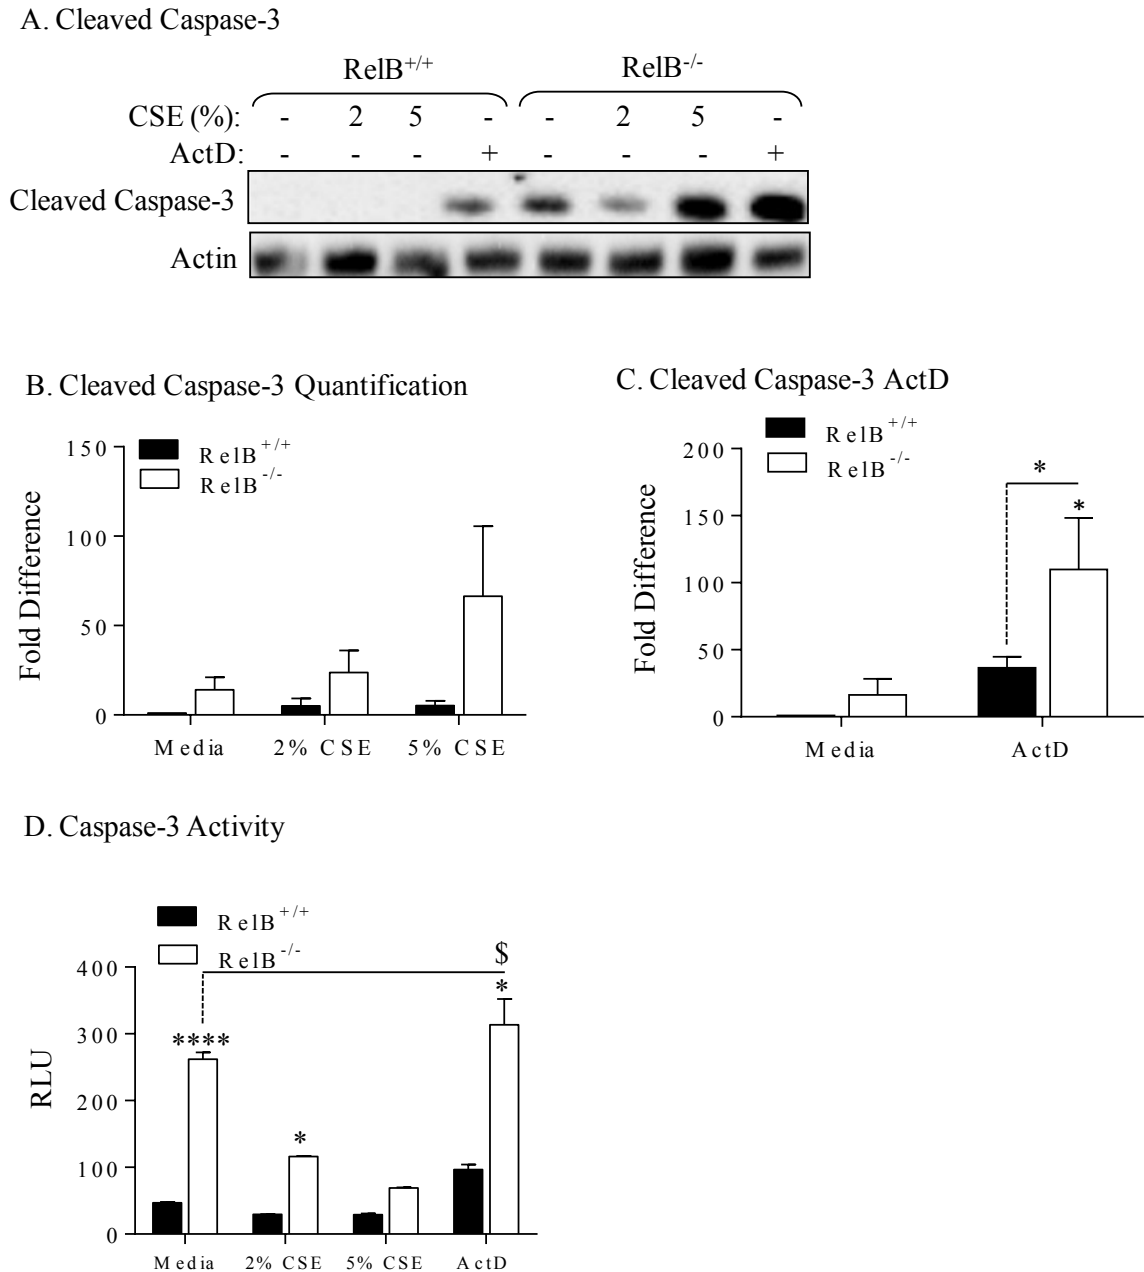 A. Cleaved Caspase-3
RelB+/+ RelB-/-
CSE (%): - 2 5 - - 2 5 -
ActD: - - - + - - - +
Cleaved Caspase-3
Actin
B. Cleaved Caspase-3 Quantification
RelB+/+
RelB-/-
150
100
50
0
Fold Difference
Media 2% CSE 5% CSE
C. Cleaved Caspase-3 ActD
RelB+/+
RelB-/-
200
150
100
50
0
Fold Difference
*
*
Media ActD
D. Caspase-3 Activity
RelB+/+
RelB-/-
400
300
200
100
0
RLU
$
*
****
*
Media 2% CSE 5% CSE ActD